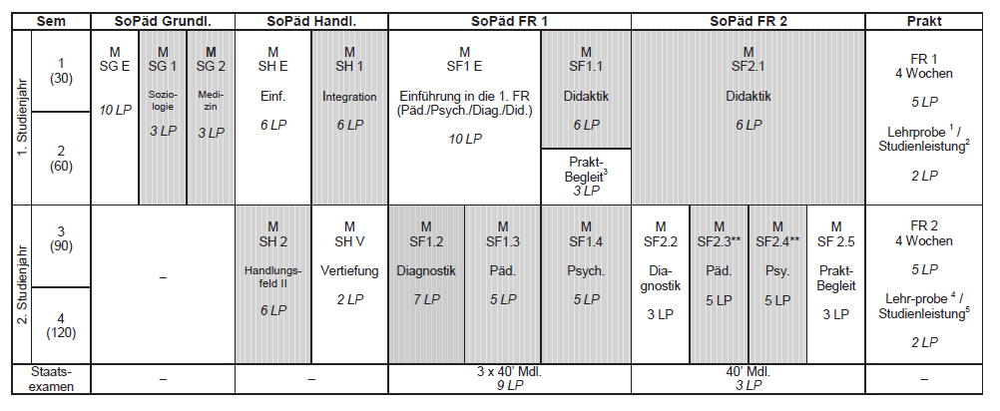 Sem
SoPäd Grundl.
SoPäd Handl.
SoPäd FR 1
SoPäd FR 2
Prakt
1. Studienjahr
1
(30)
2
(60)
M
SG E
10 LP
M
SG 1
Sozio-
logie
3 LP
M
SG 2
Medi-
zin
3 LP
M
SH E
Einf.
6 LP
M
SH 1
Integration
6 LP
M
SF1 E
Einführung in die 1. FR
(Päd./Psych./Diag./Did.)
10 LP
M
SF1.1
Didaktik
6 LP
Prakt-
Begleit³
3 LP
M
SF2.1
Didaktik
6 LP
FR 1
4 Wochen
5 LP
Lehrprobe ¹ /
Studienleistung²
2 LP
2. Studienjahr
3
(90)
4
(120)
–
M
SH 2
Handlungs-
feld II
6 LP
M
SH V
Vertiefung
2 LP
M
SF1.2
Diagnostik
7 LP
M
SF1.3
Päd.
5 LP
M
SF1.4
Psych.
5 LP
M
SF2.2
Dia-
gnostik
3 LP
M
SF2.3**
Päd.
5 LP
M
SF2.4**
Psy.
5 LP
M
SF 2.5
Prakt-
Begleit
3 LP
FR 2
4 Wochen
5 LP
Lehr-probe ⁴ /
Studienleistung⁵
2 LP
Staats-
examen
–
–
3 x 40’ Mdl.
9 LP
40’ Mdl.
3 LP
–